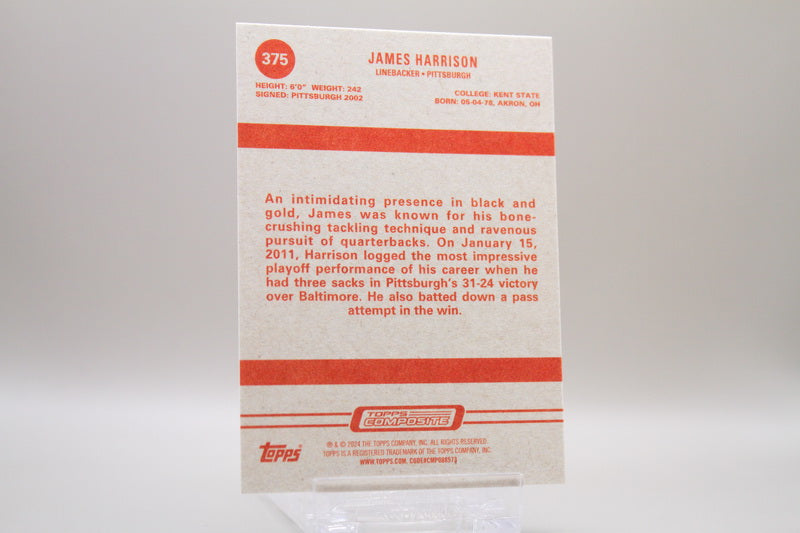 375
JAMES HARRISON
LINEBACKER • PITTSBURGH
HEIGHT: 6'0" WEIGHT: 242
SIGNED: PITTSBURGH 2002
COLLEGE: KENT STATE
BORN: 05-04-78, AKRON, OH
An intimidating presence in black and
gold, James was known for his bone-
crushing tackling technique and ravenous
pursuit of quarterbacks. On January 15,
2011, Harrison logged the most impressive
playoff performance of his career when he
had three sacks in Pittsburgh's 31-24 victory
over Baltimore. He also batted down a pass
attempt in the win.
TOPPS
COMPOSITE
topps
® & © 2024 THE TOPPS COMPANY, INC. ALL RIGHTS RESERVED.
TOPPS IS A REGISTERED TRADEMARK OF THE TOPPS COMPANY, INC.
WWW.TOPPS.COM.